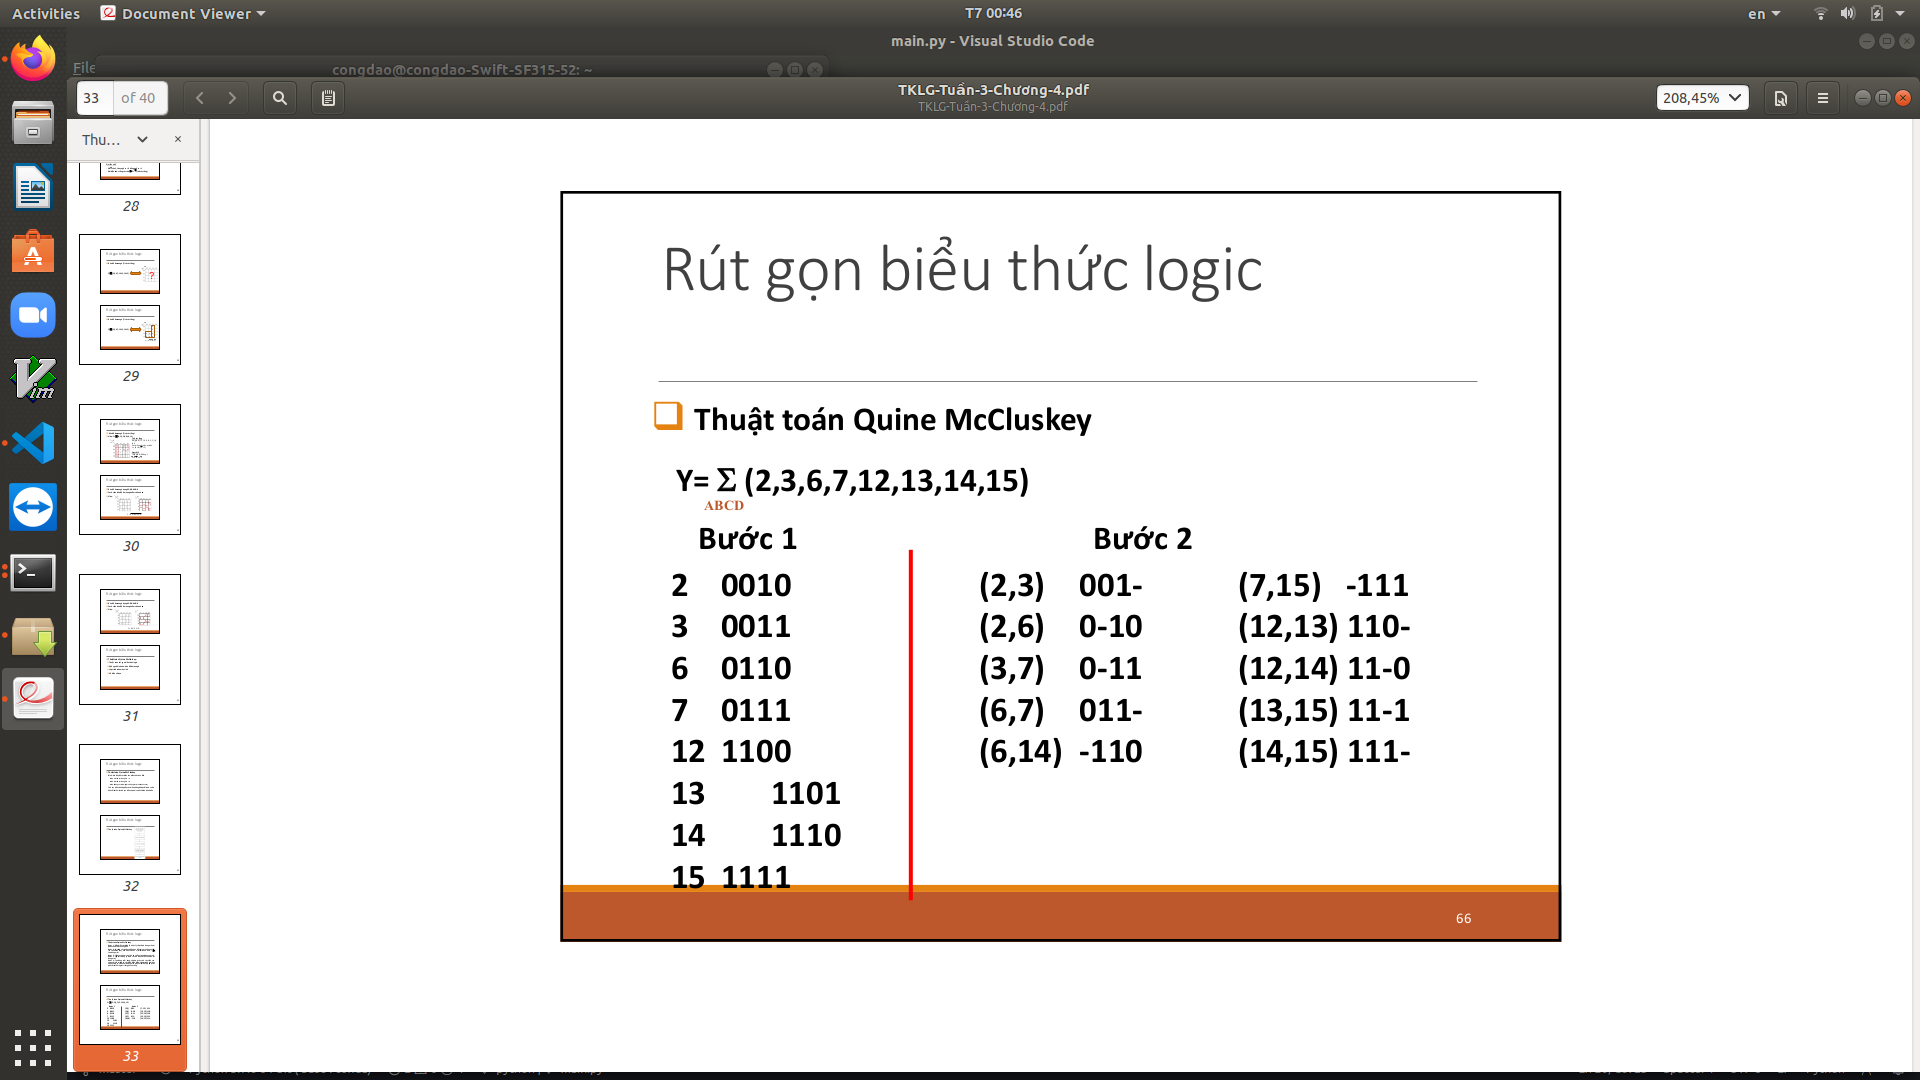 Activities
Document Viewer
T7 00:46
en
main.py - Visual Studio Code
File
congdao@congdao-Swift-SF315-52: ~
33 of 40
TKLG-Tuần-3-Chương-4.pdf
TKLG-Tuần-3-Chương-4.pdf
208,45%
Thu...
28
29
30
31
32
33
Rút gọn biểu thức logic
Thuật toán Quine McCluskey
Y= Σ (2,3,6,7,12,13,14,15)
ABCD
Bước 1 Bước 2
2 0010 (2,3) 001- (7,15) -111
3 0011 (2,6) 0-10 (12,13) 110-
6 0110 (3,7) 0-11 (12,14) 11-0
7 0111 (6,7) 011- (13,15) 11-1
12 1100 (6,14) -110 (14,15) 111-
13 1101
14 1110
15 1111
66